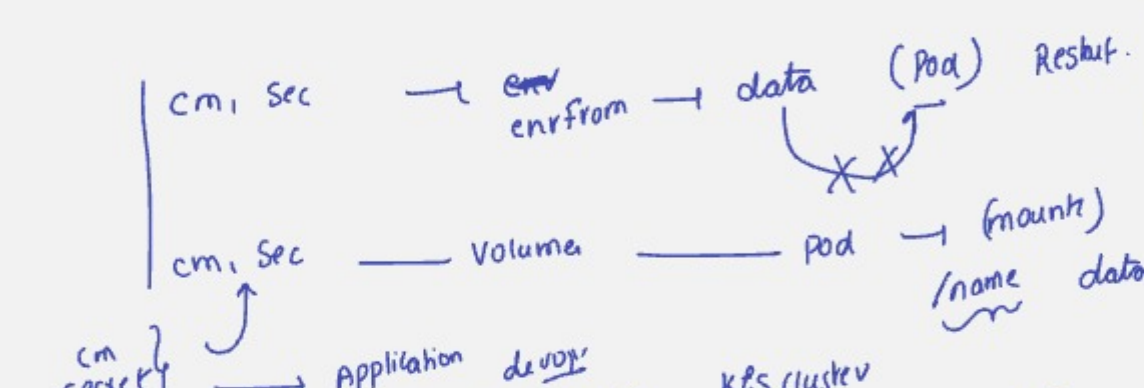 cm, sec → env envfrom → data (Pod) Restart.
cm, sec — Volume — pod → (mount)
/name data
cm
secret → Application devops k8s cluster